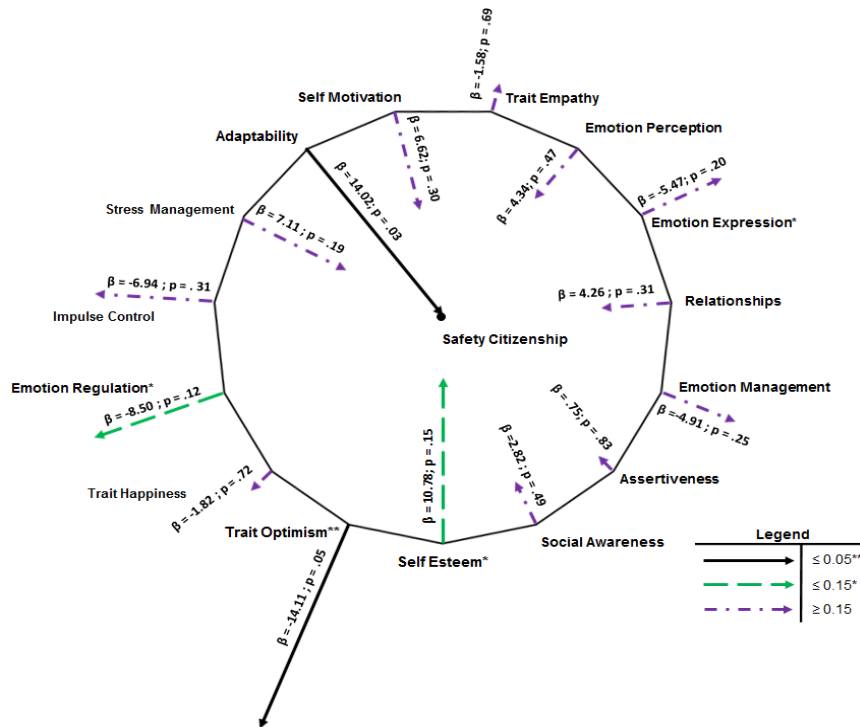 β = -1.58; p = .69
Self Motivation
Trait Empathy
Adaptability
Emotion Perception
β = 6.62; p = .30
β = 4.34; p = .47
β = -5.47; p = .20
β = 14.02; p = .03
Stress Management
β = 7.11; p = .19
Emotion Expression*
β = -6.94 ; p = . 31
β = 4.26 ; p = .31
Relationships
Impulse Control
Safety Citizenship
Emotion Regulation*
β = -8.50 ; p = .12
Emotion Management
β = -4.91 ; p = .25
β = .75; p = .83
β = 10.78; p = .15
β = 2.82 ; p = .49
β = -1.82 ; p = .72
Trait Happiness
Assertiveness
Trait Optimism**
Self Esteem*
Social Awareness
β = -14.11 ; p = .05
Legend
≤ 0.05**
≤ 0.15*
≥ 0.15